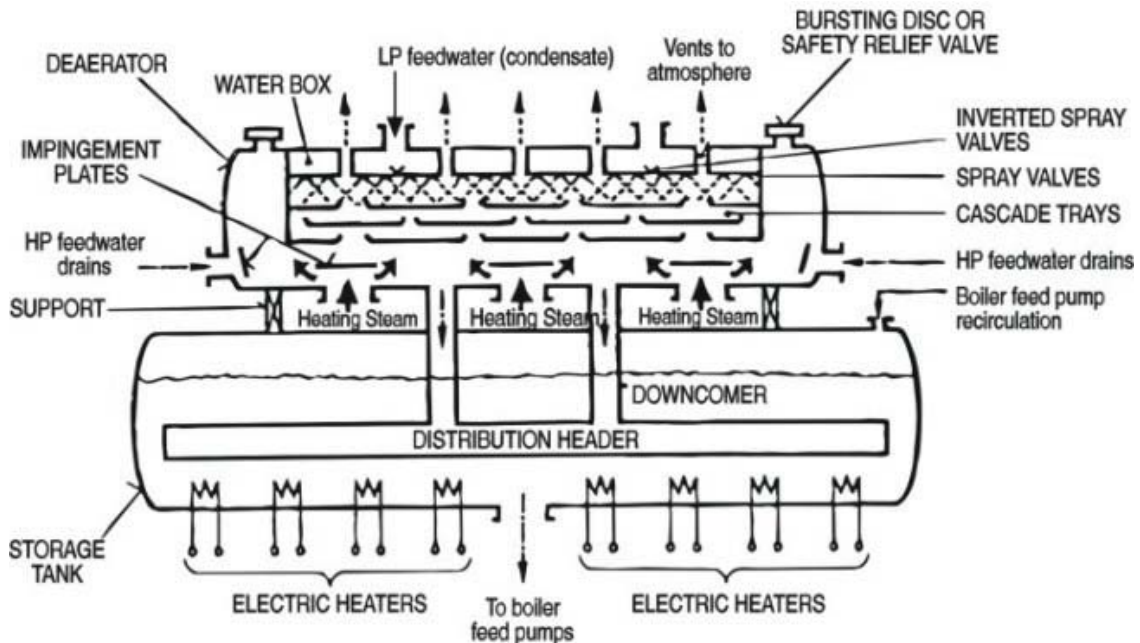 BURSTING DISC OR
SAFETY RELIEF VALVE
DEAERATOR
LP feedwater (condensate)
Vents to
atmosphere
WATER BOX
INVERTED SPRAY
VALVES
IMPINGEMENT
PLATES
SPRAY VALVES
CASCADE TRAYS
HP feedwater
drains
HP feedwater drains
SUPPORT
Heating Steam
Heating Steam
Heating Steam
Boiler feed pump
recirculation
DOWNCOMER
DISTRIBUTION HEADER
STORAGE
TANK
ELECTRIC HEATERS
To boiler
feed pumps
ELECTRIC HEATERS